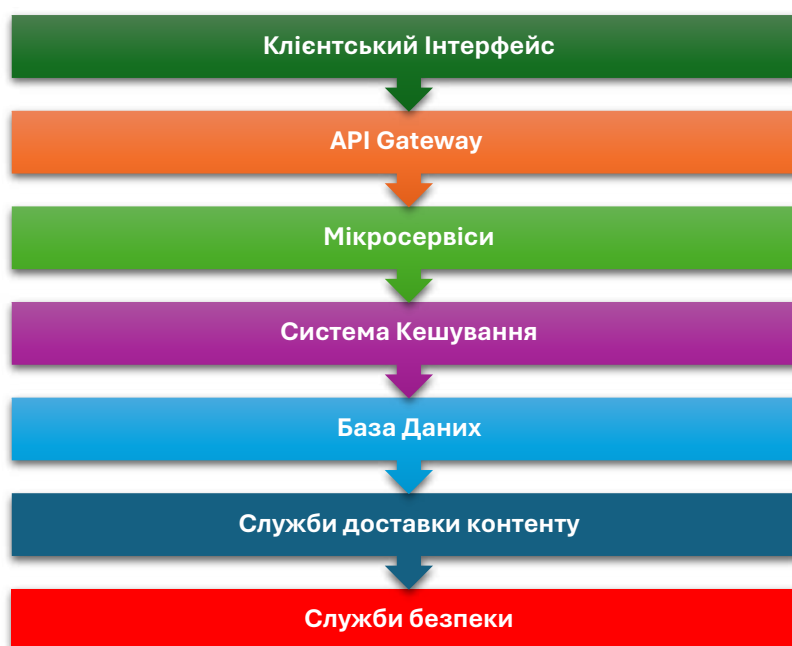 Клієнтський Інтерфейс
API Gateway
Мікросервіси
Система Кешування
База Даних
Служби доставки контенту
Служби безпеки